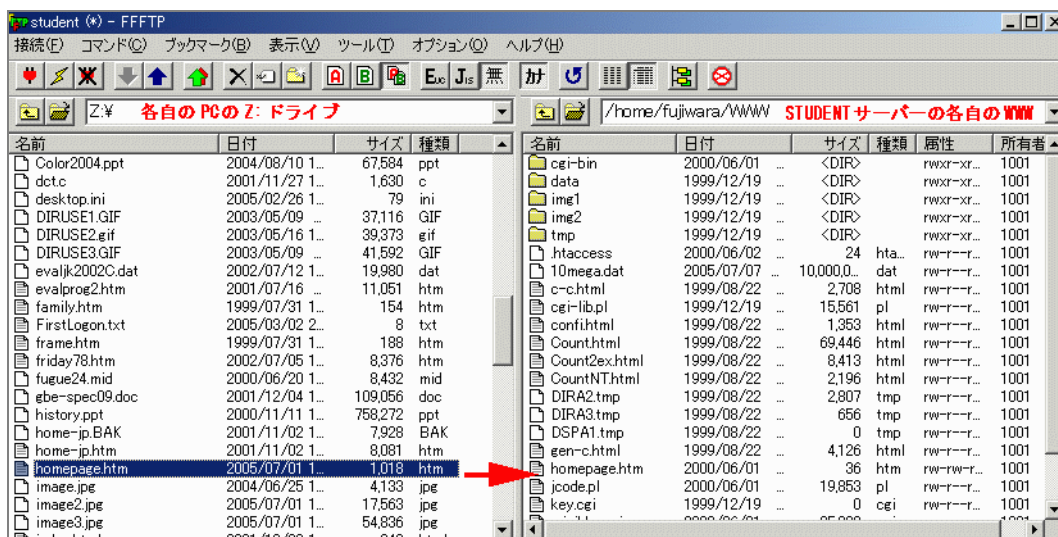 student (*) - FFFTP
接続(F) コマンド(C) ブックマーク(B) 表示(V) ツール(T) オプション(O) ヘルプ(H)
A B Euc JIS 無 カナ
Z:¥ 各自の PCの Z: ドライブ
名前 日付 サイズ 種類
Color2004.ppt 2004/08/10 1... 67,584 ppt
dct.c 2001/11/27 1... 1,630 c
desktop.ini 2005/02/26 1... 79 ini
DIRUSE1.GIF 2003/05/09 ... 37,116 GIF
DIRUSE2.gif 2003/05/16 1... 39,373 gif
DIRUSE3.GIF 2003/05/09 ... 41,592 GIF
evaljk2002C.dat 2002/07/12 1... 19,980 dat
evalprog2.htm 2001/07/16 ... 11,051 htm
family.htm 1999/07/31 1... 154 htm
FirstLogon.txt 2005/03/02 2... 8 txt
frame.htm 1999/07/31 1... 188 htm
friday78.htm 2002/07/05 1... 8,376 htm
fugue24.mid 2000/06/20 1... 8,432 mid
gbe-spec09.doc 2001/12/04 1... 109,056 doc
history.ppt 2000/11/11 1... 758,272 ppt
home-jp.BAK 2001/11/02 1... 7,928 BAK
home-jp.htm 2001/11/02 1... 8,081 htm
homepage.htm 2005/07/01 1... 1,018 htm
image.jpg 2004/06/25 1... 4,133 jpg
image2.jpg 2005/07/01 1... 17,563 jpg
image3.jpg 2005/07/01 1... 54,836 jpg
/home/fujiwara/WWW STUDENTサーバーの各自の WWW
名前 日付 サイズ 種類 属性 所有者
cgi-bin 2000/06/01 ... <DIR> rwxr-xr... 1001
data 1999/12/19 ... <DIR> rwxr-xr... 1001
img1 1999/12/19 ... <DIR> rwxr-xr... 1001
img2 1999/12/19 ... <DIR> rwxr-xr... 1001
tmp 1999/12/19 ... <DIR> rwxr-xr... 1001
.htaccess 2000/06/02 ... 24 hta... rw-r--r... 1001
10mega.dat 2005/07/07 ... 10,000,0... dat rw-r--r... 1001
c-c.html 1999/08/22 ... 2,708 html rw-r--r... 1001
cgi-lib.pl 1999/12/19 ... 15,561 pl rw-r--r... 1001
confi.html 1999/08/22 ... 1,353 html rw-r--r... 1001
Count.html 1999/08/22 ... 69,446 html rw-r--r... 1001
Count2ex.html 1999/08/22 ... 8,413 html rw-r--r... 1001
CountNT.html 1999/08/22 ... 2,196 html rw-r--r... 1001
DIRA2.tmp 1999/08/22 ... 2,807 tmp rw-r--r... 1001
DIRA3.tmp 1999/08/22 ... 656 tmp rw-r--r... 1001
DSPA1.tmp 1999/08/22 ... 0 tmp rw-r--r... 1001
gen-c.html 1999/08/22 ... 4,126 html rw-r--r... 1001
homepage.htm 2000/06/01 ... 36 htm rw-rw-r... 1001
jcode.pl 2000/06/01 ... 19,853 pl rw-r--r... 1001
key.cgi 1999/12/19 ... 0 cgi rw-r--r... 1001